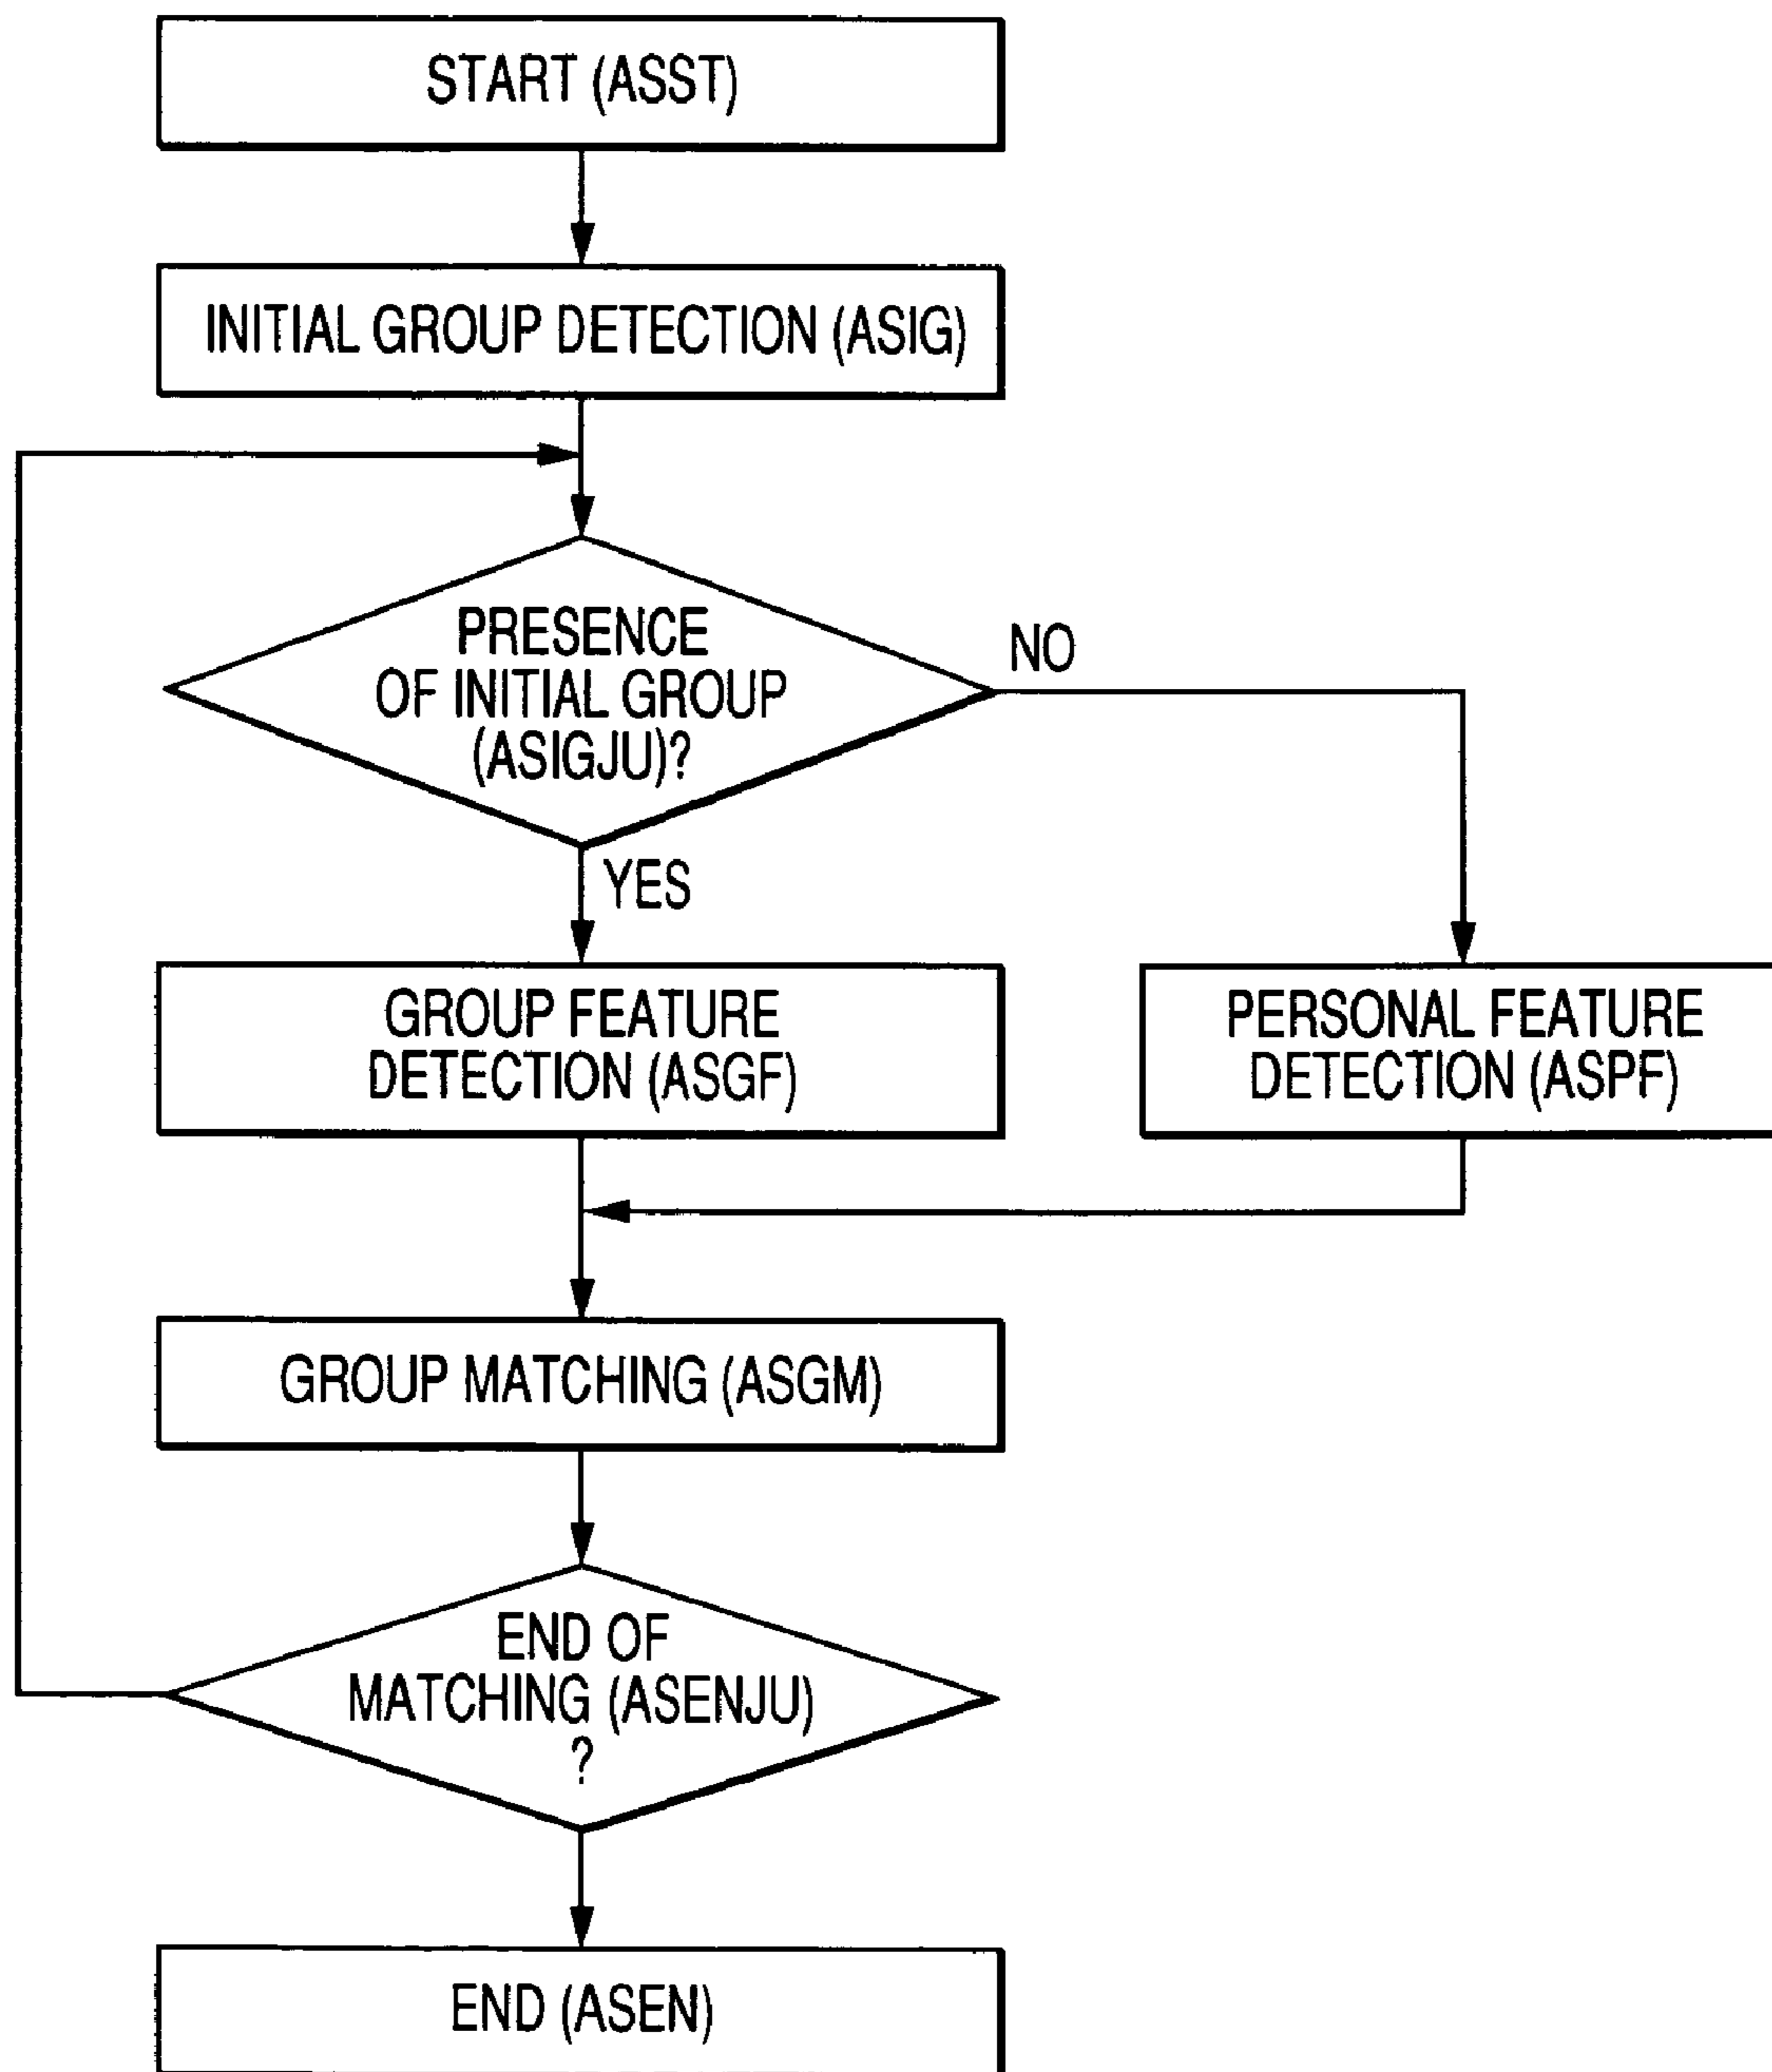 START (ASST)
INITIAL GROUP DETECTION (ASIG)
PRESENCE
OF INITIAL GROUP
(ASIGJU)?
NO
YES
GROUP FEATURE
DETECTION (ASGF)
PERSONAL FEATURE
DETECTION (ASPF)
GROUP MATCHING (ASGM)
END OF
MATCHING (ASENJU)
?
END (ASEN)